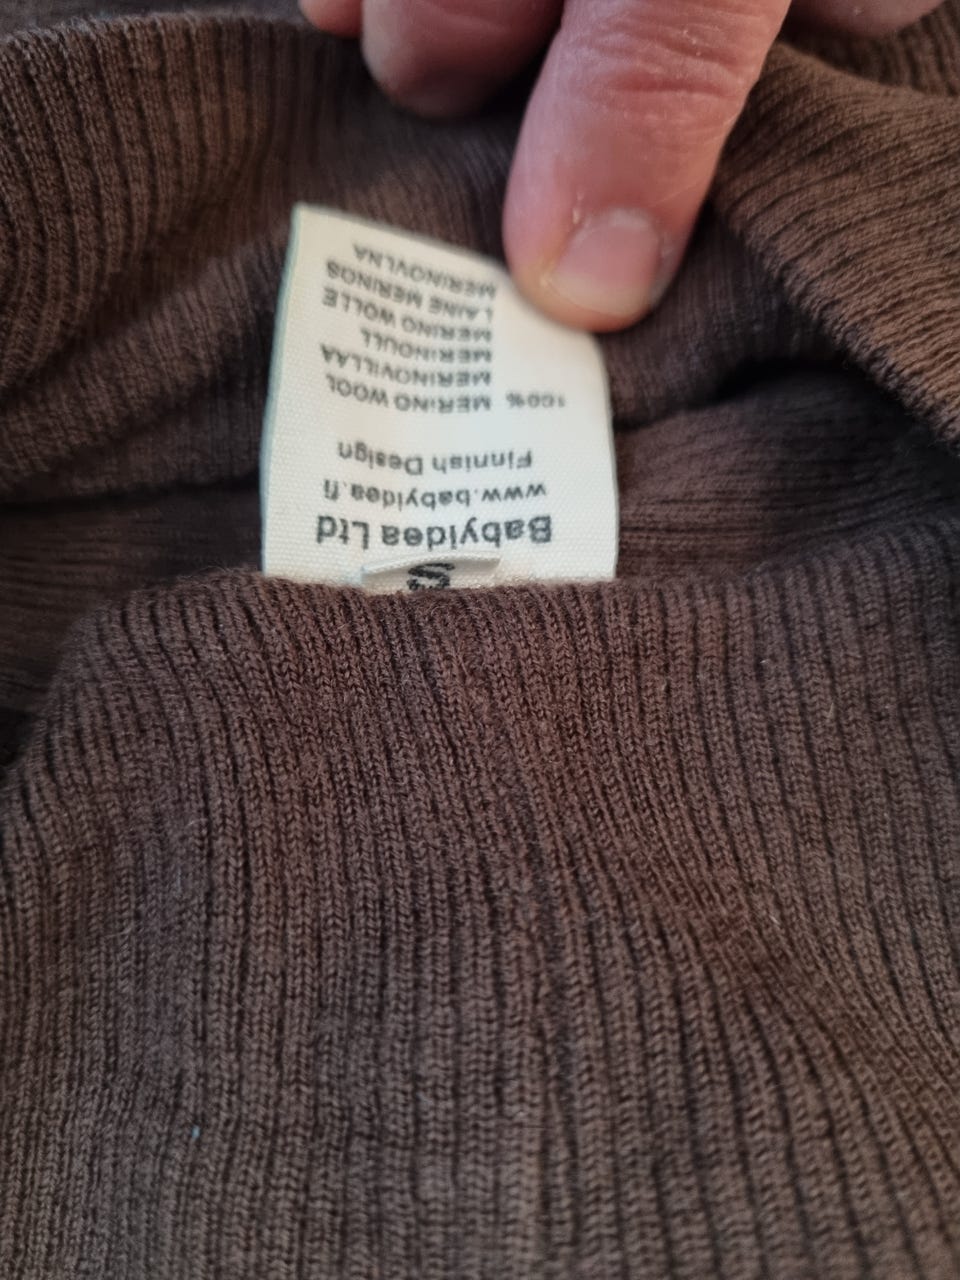 Babyidea Ltd
www.babyidea.fi
Finnish Design
100% MERINO WOOL
MERINOVILLAA
MERINOULL
MERINO WOLLE
LAINE MERINOS
MERINOVLNA